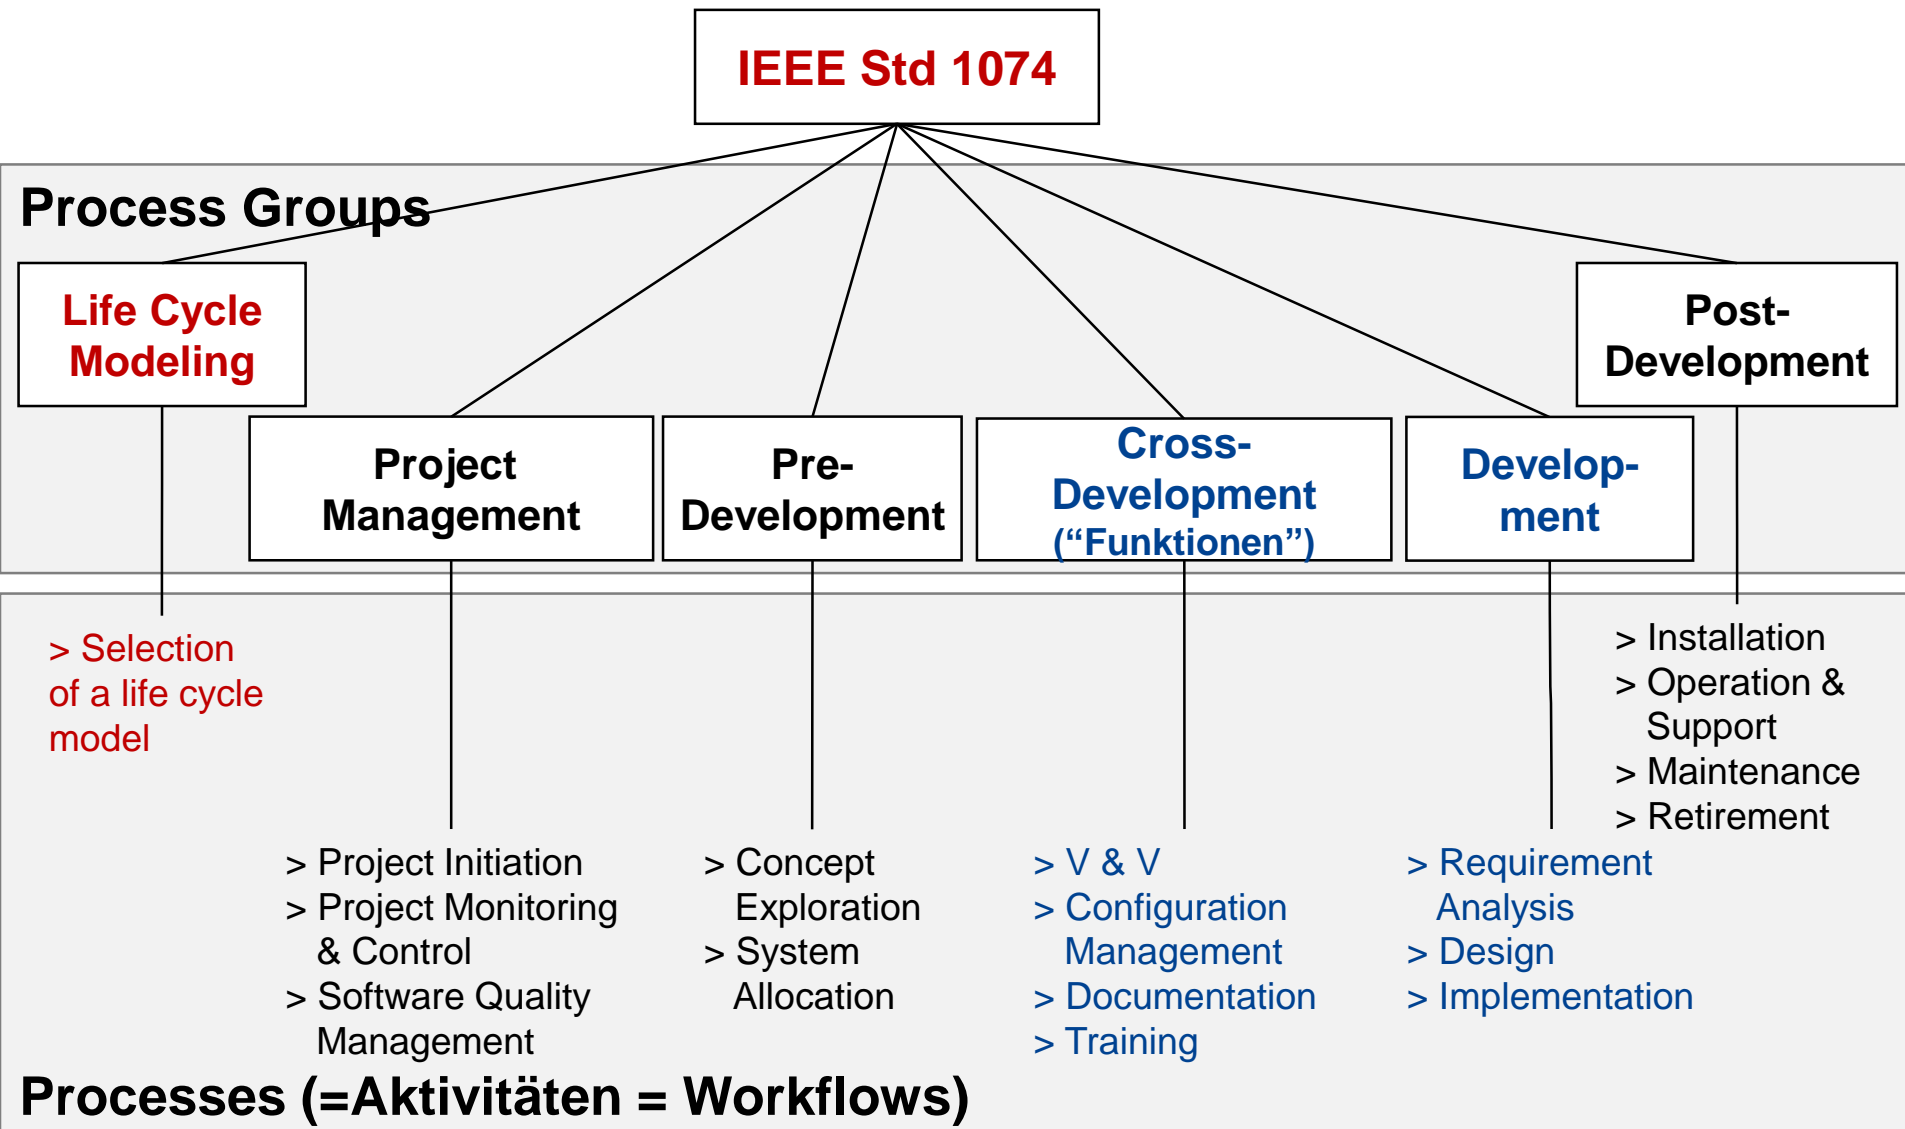 IEEE Std 1074
Process Groups
Life Cycle
Modeling
Post-
Development
Project
Management
Pre-
Development
Cross-
Development
(“Funktionen”)
Develop-
ment
> Selection
of a life cycle
model
> Project Initiation
> Project Monitoring
& Control
> Software Quality
Management
> Concept
Exploration
> System
Allocation
> V & V
> Configuration
Management
> Documentation
> Training
> Requirement
Analysis
> Design
> Implementation
> Installation
> Operation &
Support
> Maintenance
> Retirement
Processes (=Aktivitäten = Workflows)